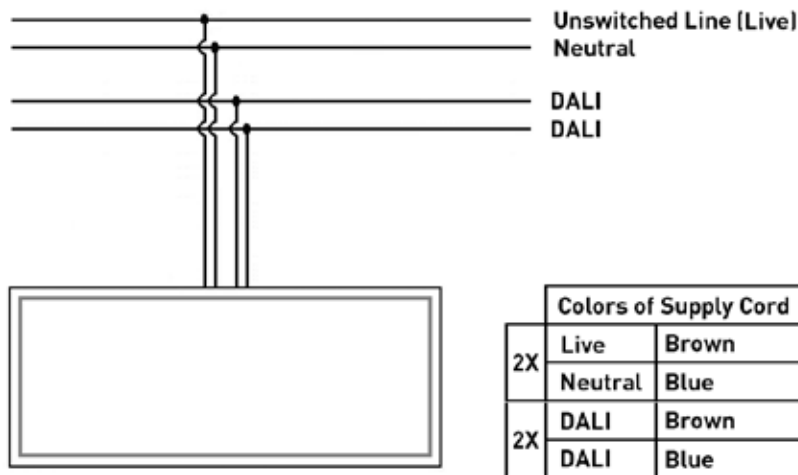 Unswitched Line (Live)
Neutral
DALI
DALI
Colors of Supply Cord
2X
Live Brown
Neutral Blue
2X
DALI Brown
DALI Blue